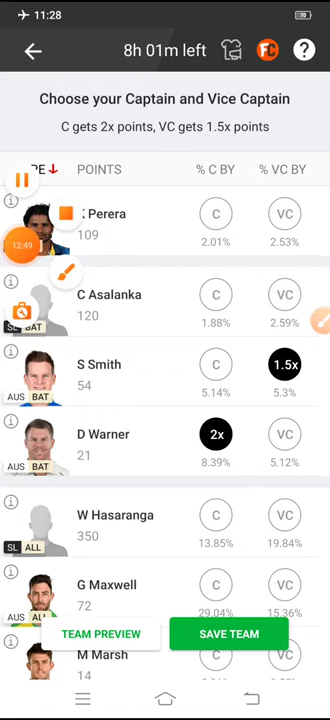 11:28
70
8h 01m left
FC
?
Choose your Captain and Vice Captain
C gets 2x points, VC gets 1.5x points
PE POINTS % C BY % VC BY
Perera
109
C
VC
2.01%
2.53%
12:49
C Asalanka
120
C
VC
1.88%
2.59%
SL BAT
S Smith
54
C
1.5x
5.14%
5.3%
AUS BAT
D Warner
21
2x
VC
8.39%
5.12%
AUS BAT
W Hasaranga
350
C
VC
13.85%
19.84%
SL ALL
G Maxwell
72
C
VC
29.04%
15.36%
AUS ALL
TEAM PREVIEW
SAVE TEAM
M Marsh
14
C
VC